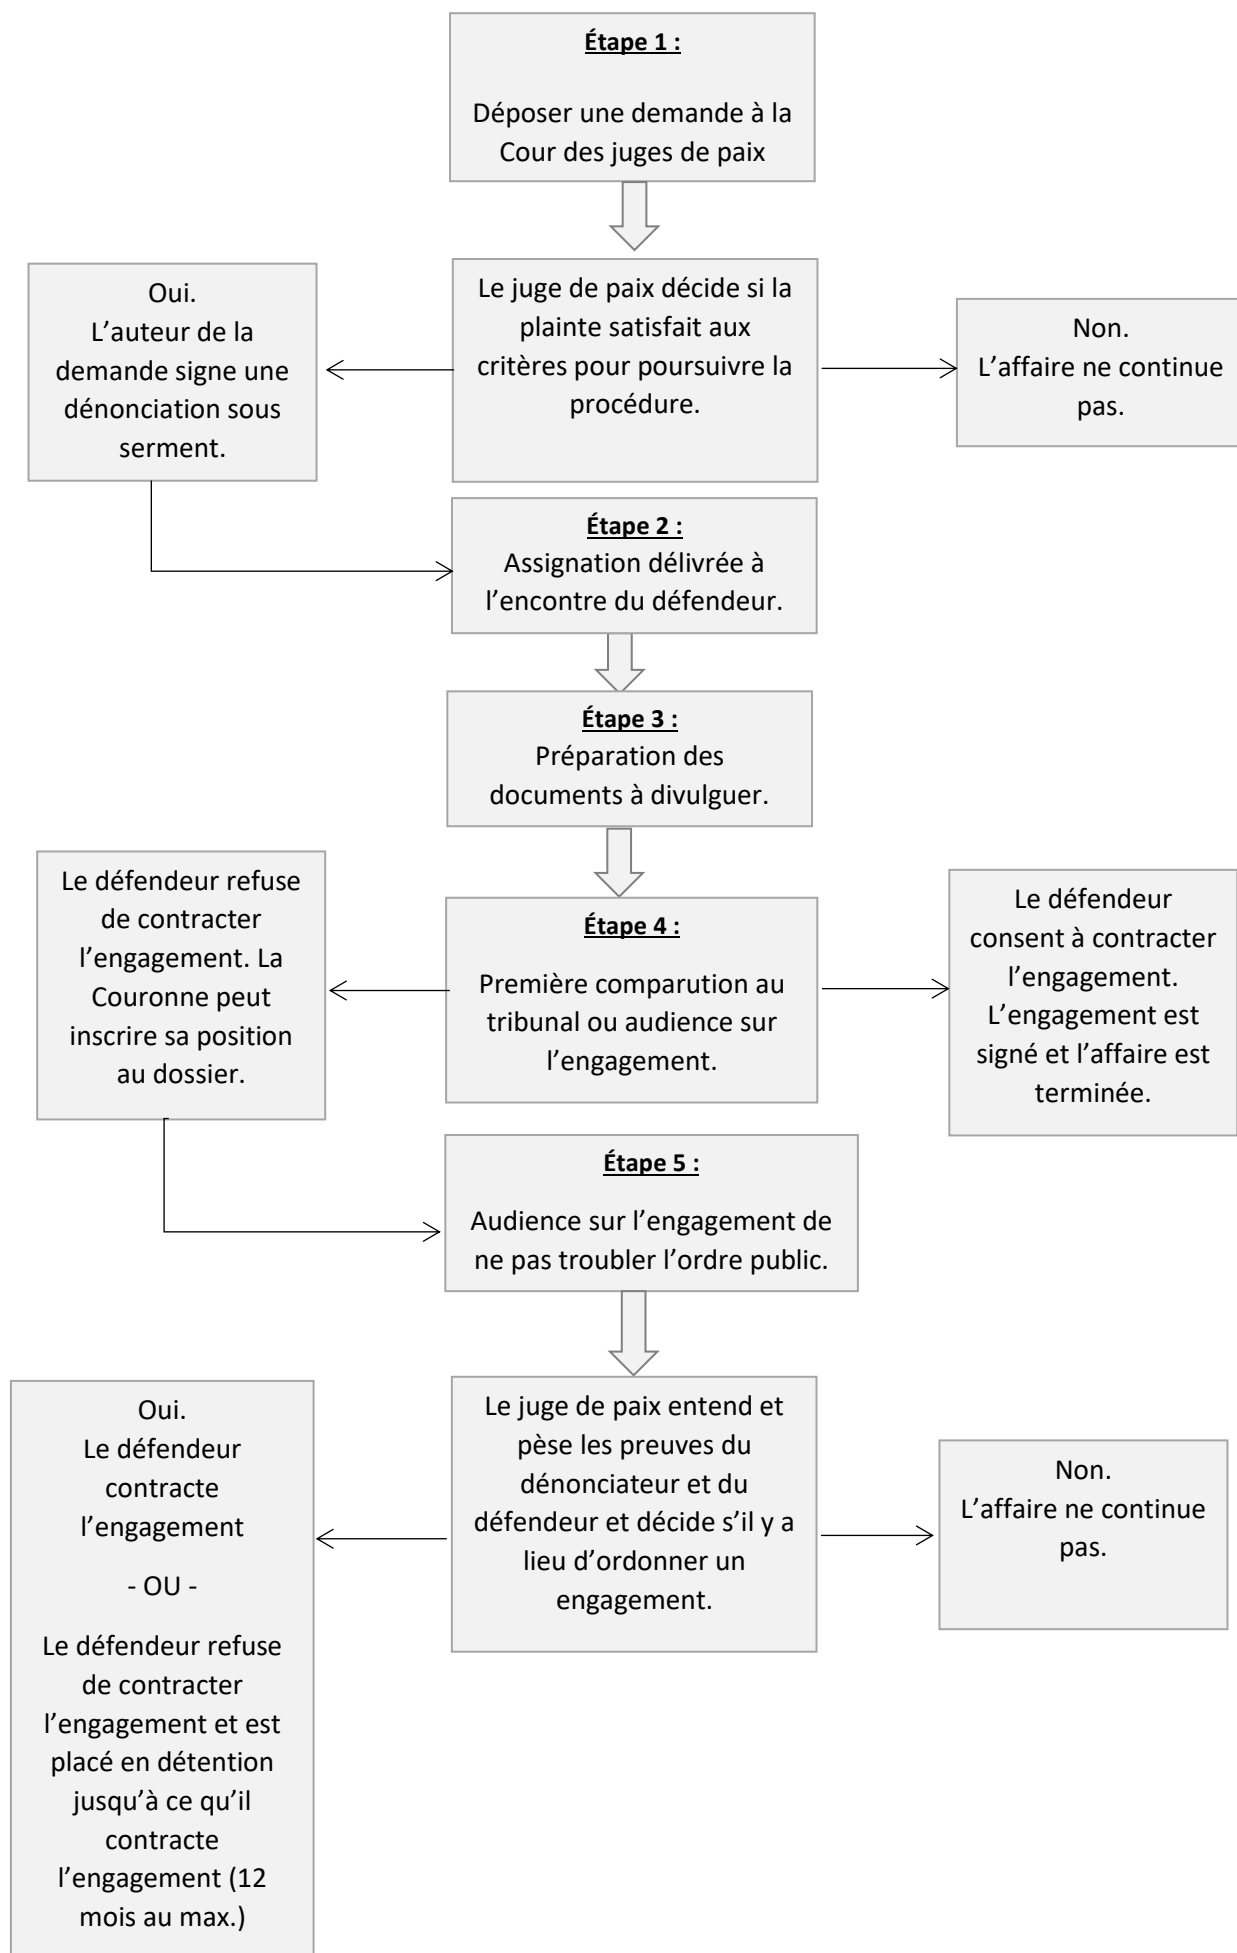 Étape 1 :
Déposer une demande à la
Cour des juges de paix
Oui.
L’auteur de la
demande signe une
dénonciation sous
serment.
Le juge de paix décide si la
plainte satisfait aux
critères pour poursuivre la
procédure.
Non.
L’affaire ne continue
pas.
Étape 2 :
Assignation délivrée à
l’encontre du défendeur.
Étape 3 :
Préparation des
documents à divulguer.
Le défendeur refuse
de contracter
l’engagement. La
Couronne peut
inscrire sa position
au dossier.
Étape 4 :
Première comparution au
tribunal ou audience sur
l’engagement.
Le défendeur
consent à contracter
l’engagement.
L’engagement est
signé et l’affaire est
terminée.
Étape 5 :
Audience sur l’engagement de
ne pas troubler l’ordre public.
Oui.
Le défendeur
contracte
l’engagement
- OU -
Le défendeur refuse
de contracter
l’engagement et est
placé en détention
jusqu’à ce qu’il
contracte
l’engagement (12
mois au max.)
Le juge de paix entend et
pèse les preuves du
dénonciateur et du
défendeur et décide s’il y a
lieu d’ordonner un
engagement.
Non.
L’affaire ne continue
pas.